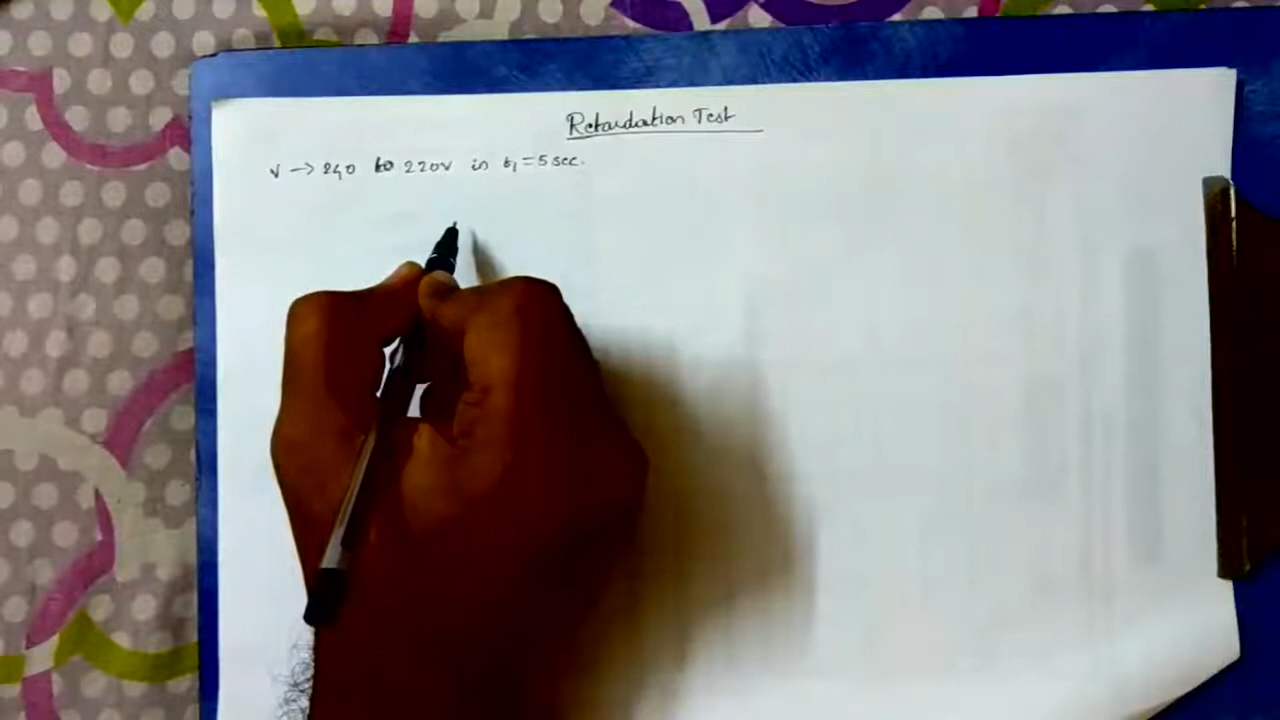 Retardation Test
V → 240 to 220V in t₁ = 5 sec.